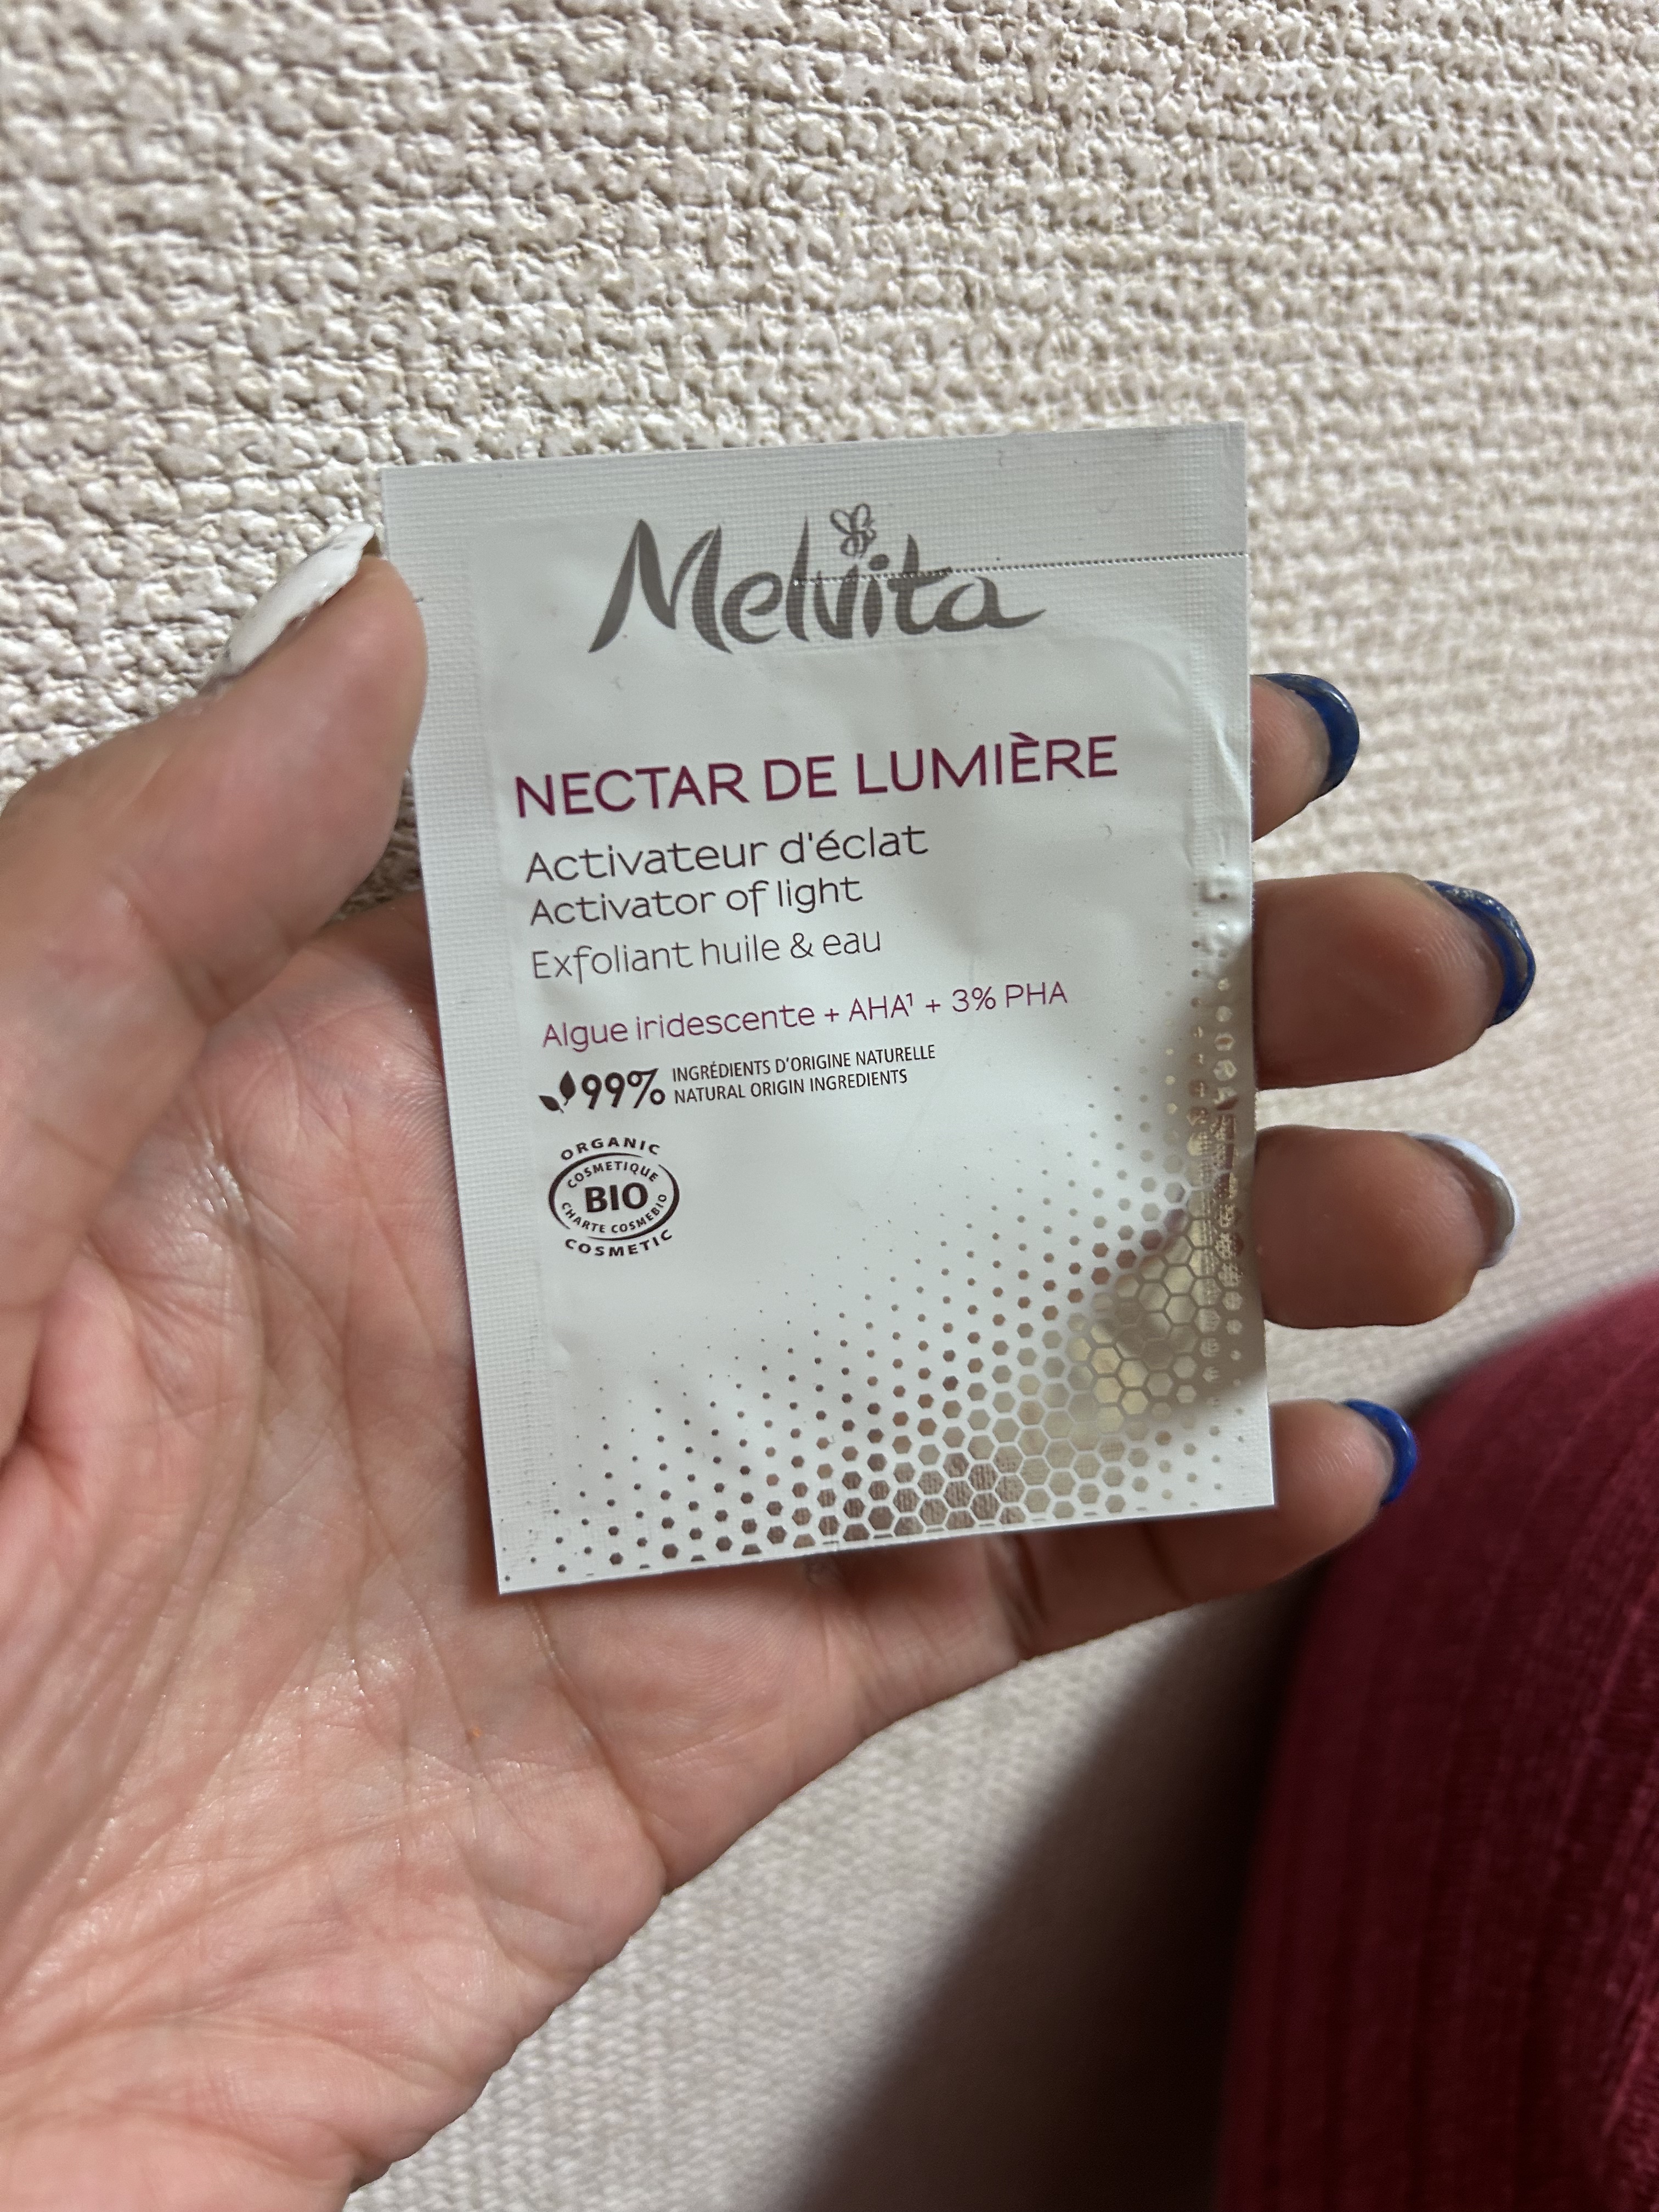 Melvita
NECTAR DE LUMIÈRE
Activateur d'éclat
Activator of light
Exfoliant huile & eau
Algue iridescente + AHA¹ + 3% PHA
99% INGRÉDIENTS D'ORIGINE NATURELLE
NATURAL ORIGIN INGREDIENTS
ORGANIC
COSMETIQUE
BIO
CHARTE COSMEBIO
COSMETIC